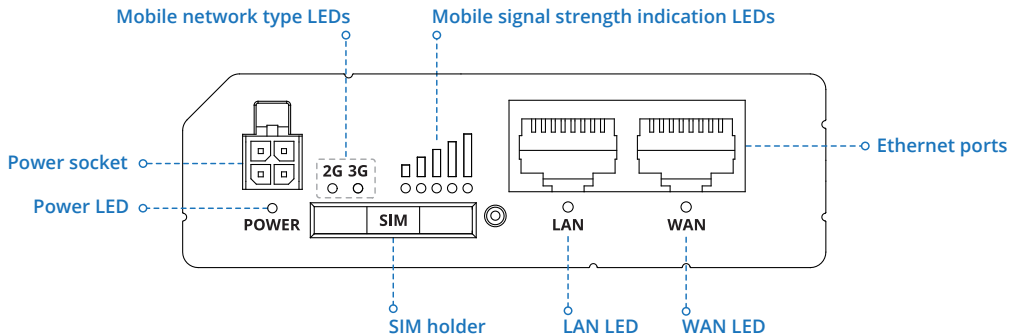 Mobile network type LEDs
Mobile signal strength indication LEDs
Power socket
2G 3G
Ethernet ports
Power LED
POWER
SIM
LAN
WAN
SIM holder
LAN LED
WAN LED